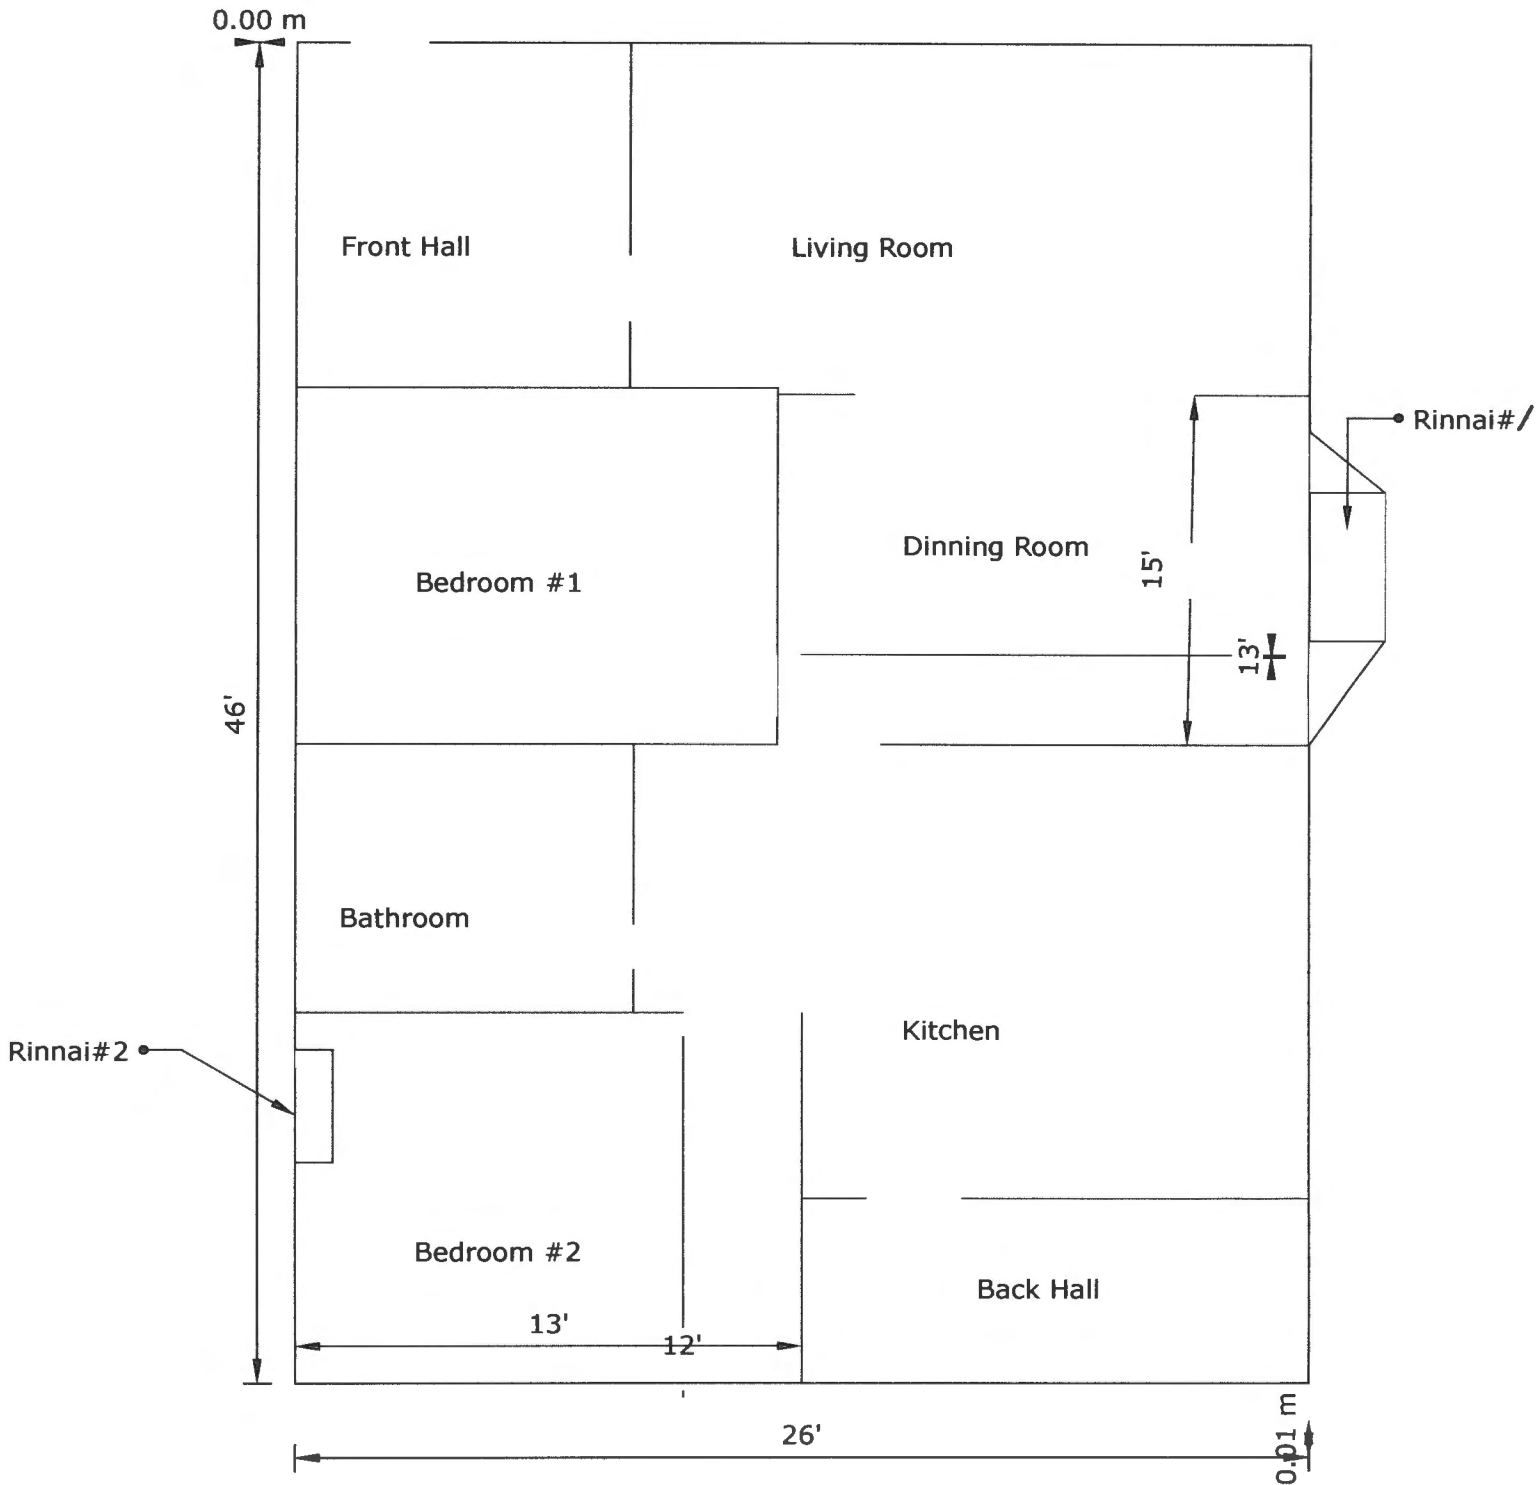 0.00 m
Front Hall
Living Room
Rinnai#/
Dinning Room
15'
Bedroom #1
13'
46'
Bathroom
Kitchen
Rinnai#2
Bedroom #2
Back Hall
13'
12'
26'
0.01 m